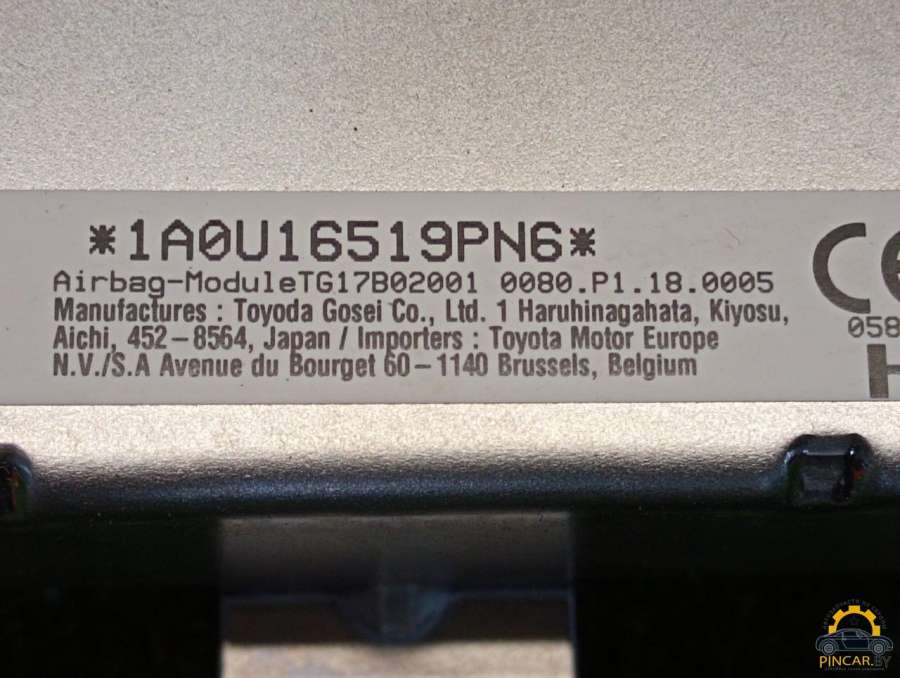 *1A0U16519PN6*
Airbag-ModuleTG17B02001 0080.P1.18.0005
Manufactures : Toyoda Gosei Co., Ltd. 1 Haruhinagahata, Kiyosu,
Aichi, 452-8564, Japan / Importers : Toyota Motor Europe
N.V./S.A Avenue du Bourget 60-1140 Brussels, Belgium
CE
058
H
PINCAR.BY